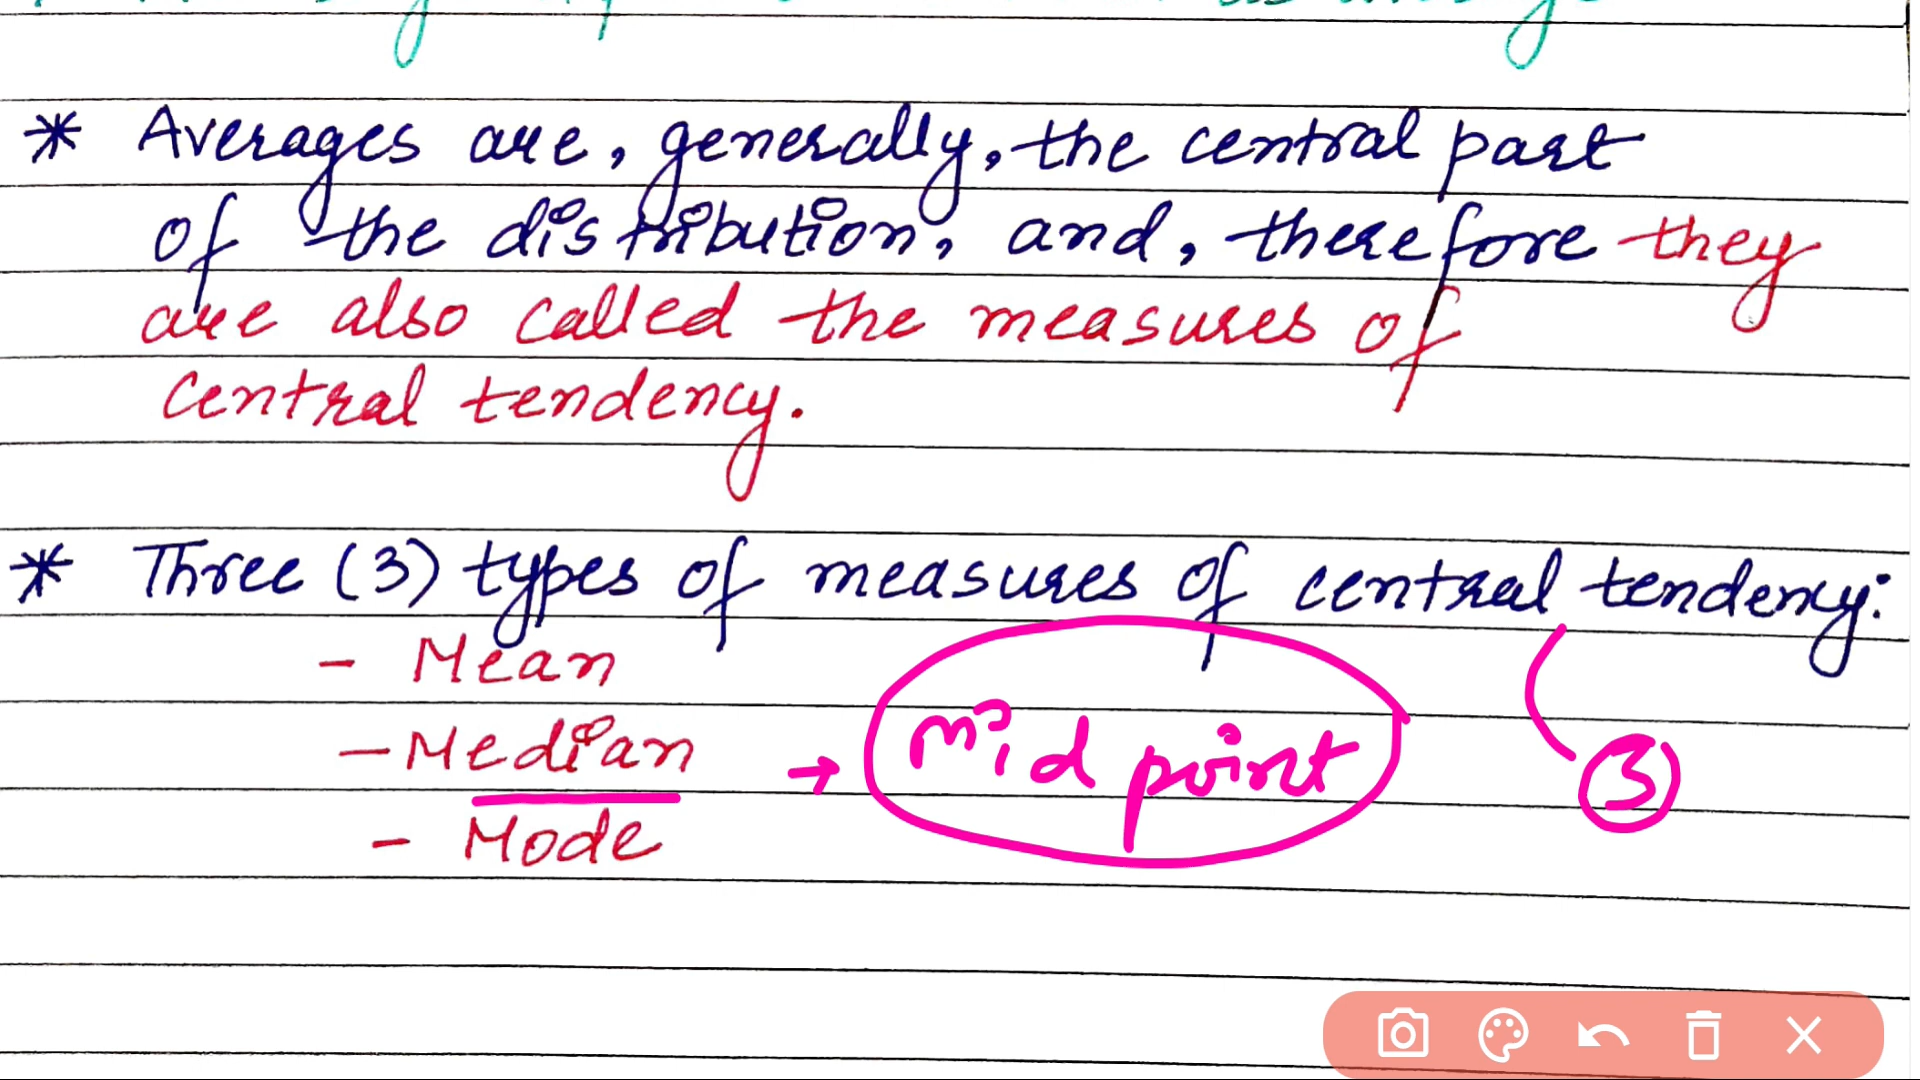 * Averages are, generally, the central part
of the distribution, and, therefore they
are also called the measures of
central tendency.
* Three (3) types of measures of central tendency:
- Mean
- Median → mid point 3
- Mode